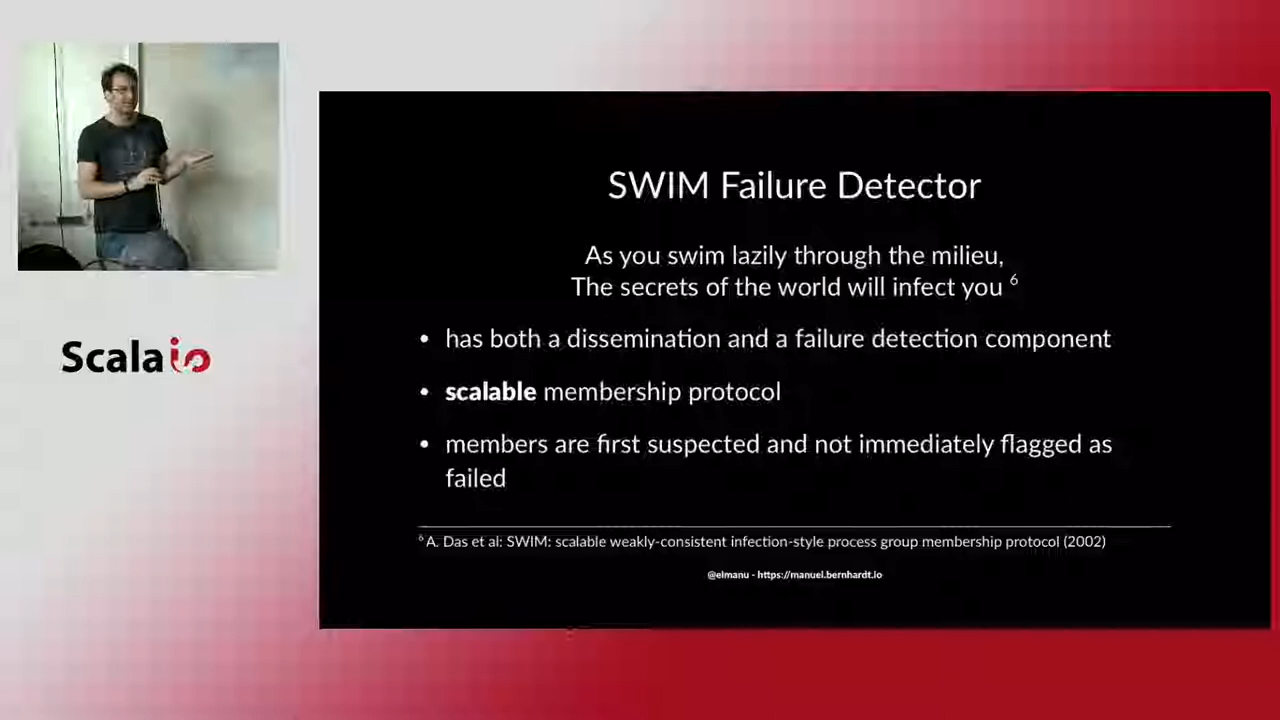 SWIM Failure Detector
As you swim lazily through the milieu,
The secrets of the world will infect you 6
• has both a dissemination and a failure detection component
• scalable membership protocol
• members are first suspected and not immediately flagged as
failed
6 A. Das et al: SWIM: scalable weakly-consistent infection-style process group membership protocol (2002)
@elmanu - https://manuel.bernhardt.io
Scala io